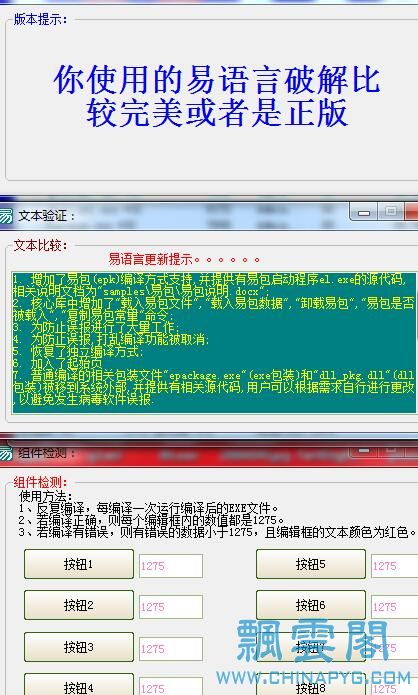 版本提示:
你使用的易语言破解比
较完美或者是正版
文本验证:
文本比较:
易语言更新提示。。。。。。
1. 增加了易包(epk)编译方式支持,并提供有易包启动程序el.exe的源代码,
相关说明文档为"samples\易包\易包说明.docx";
2. 核心库中增加了"载入易包文件","载入易包数据","卸载易包","易包是否
被载入","复制易包常量"命令;
3. 为防止误报进行了大量工作;
4. 为防止误报,打乱编译功能被取消;
5. 恢复了独立编译方式;
6. 加入了起始页
7. 普通编译的相关包装文件"epackage.exe"(exe包装)和"dll_pkg.dll"(dll
包装)被移到系统外部,并提供有相关源代码,用户可以根据需求自行进行更改
,以避免发生病毒软件误报.
组件检测:
组件检测:
使用方法:
1、反复编译,每编译一次运行编译后的EXE文件。
2、若编译正确,则每个编辑框内的数值都是1275。
3、若编译有错误,则有错误的数据小于1275,且编辑框的文本颜色为红色。
按钮1 1275 按钮5 1275
按钮2 1275 按钮6 1275
按钮3 1275 按钮7 1275
按钮4 1275 按钮8 1275
飄雲閣
WWW.CHINAPYG.COM